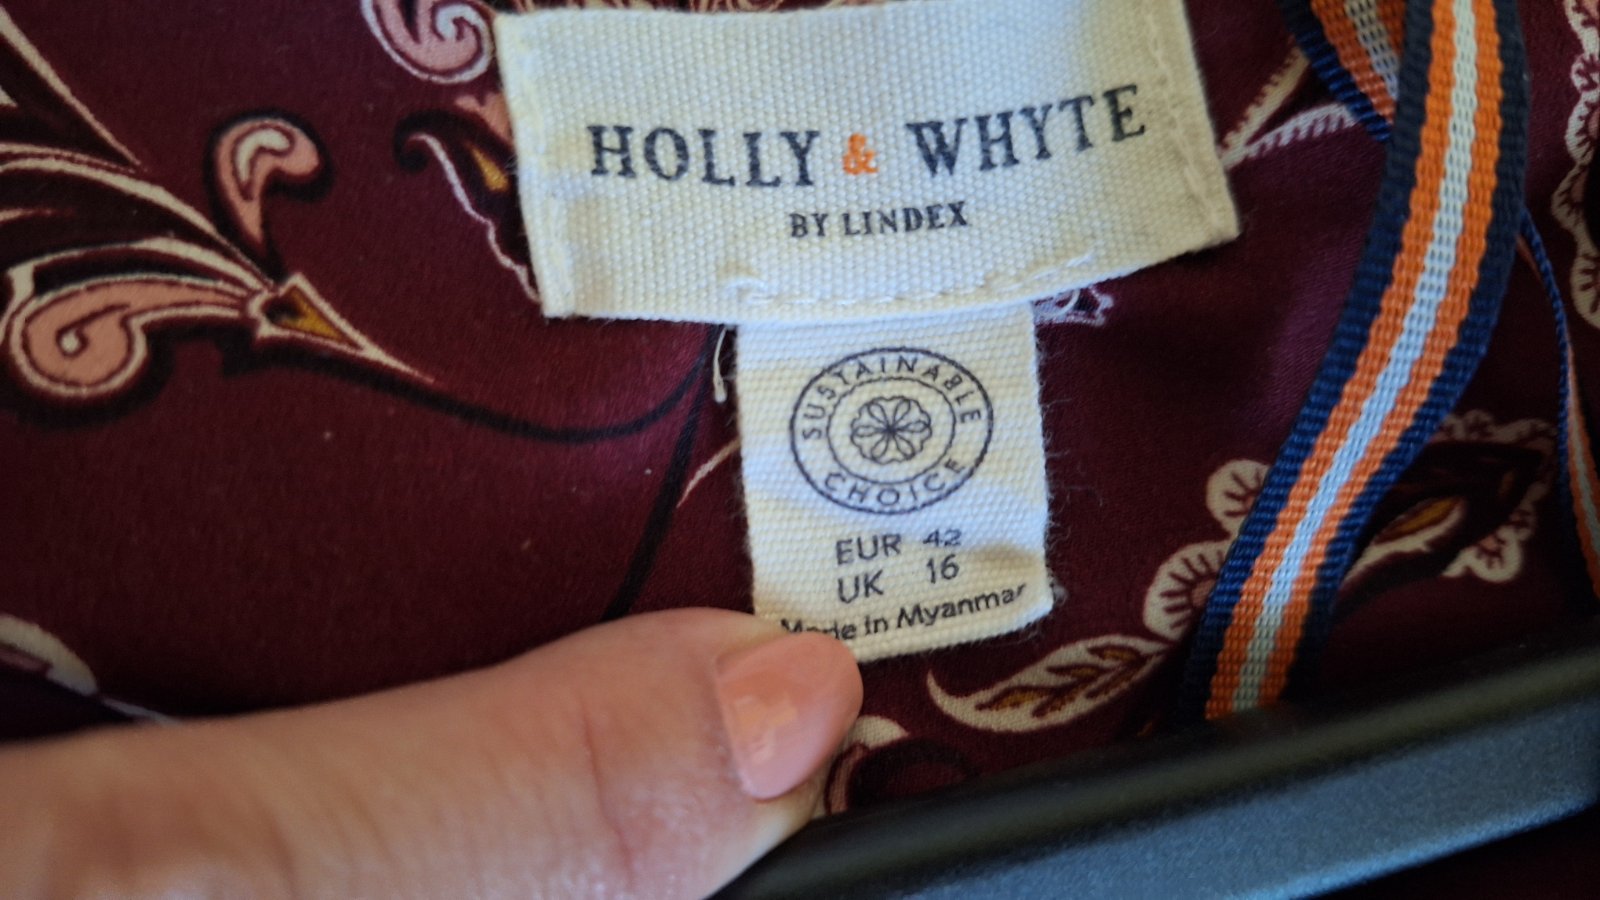 HOLLY & WHYTE
BY LINDEX
SUSTAINABLE
CHOICE
EUR 42
UK 16
Made in Myanmar